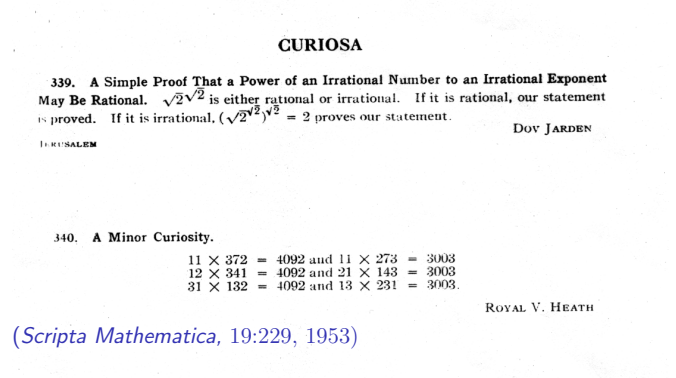 CURIOSA
339. A Simple Proof That a Power of an Irrational Number to an Irrational Exponent
May Be Rational. √2^√2 is either rational or irrational. If it is rational, our statement
is proved. If it is irrational, (√2^√2)^√2 = 2 proves our statement.
DOV JARDEN
JERUSALEM
340. A Minor Curiosity.
11 × 372 = 4092 and 11 × 273 = 3003
12 × 341 = 4092 and 21 × 143 = 3003
31 × 132 = 4092 and 13 × 231 = 3003.
ROYAL V. HEATH
(Scripta Mathematica, 19:229, 1953)